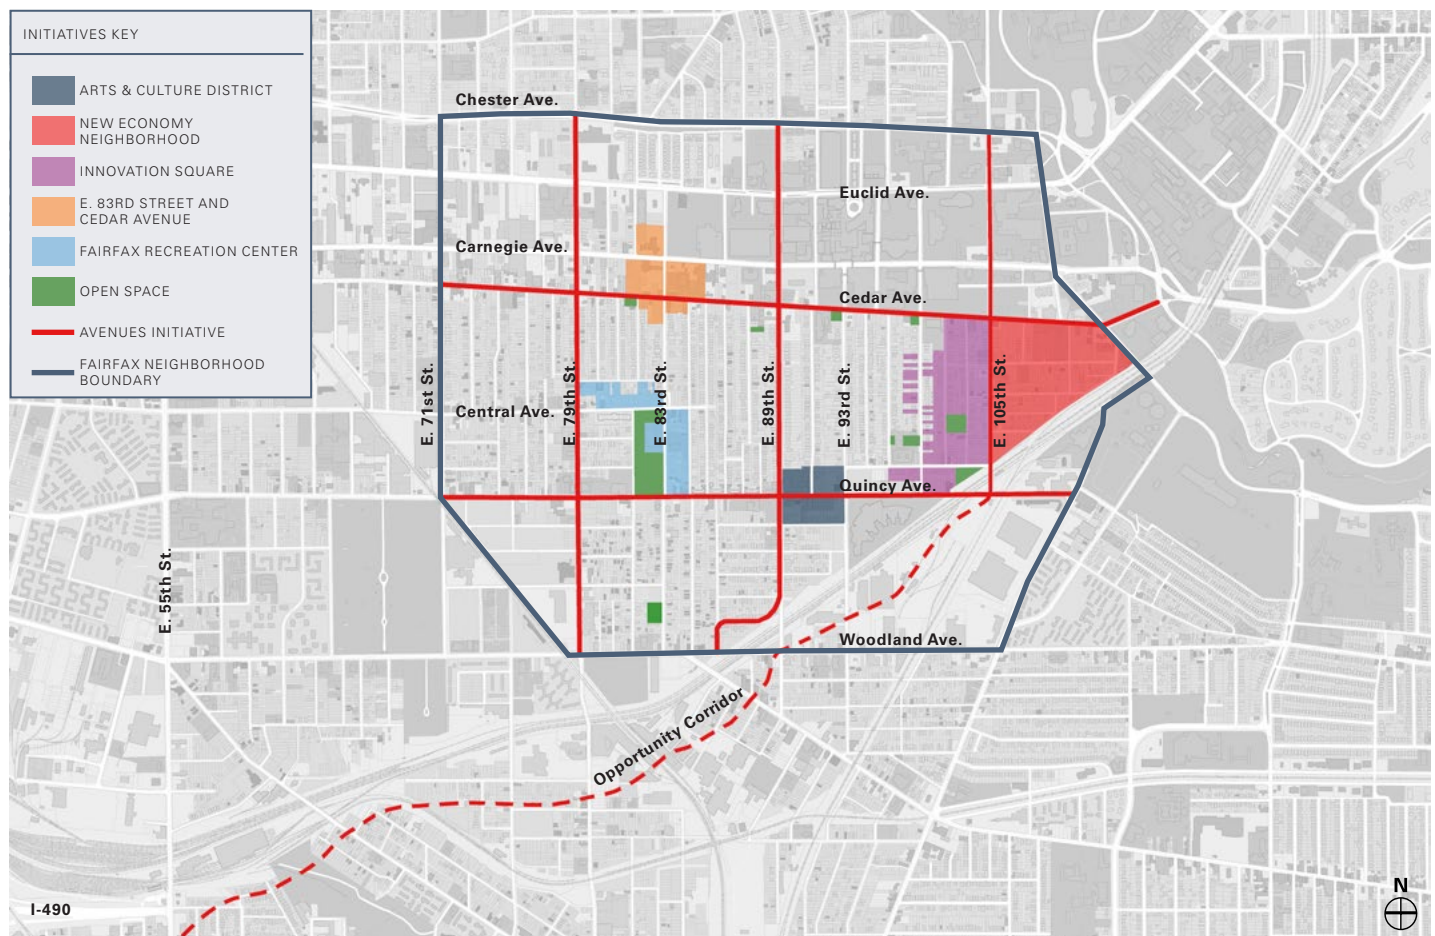 INITIATIVES KEY
ARTS & CULTURE DISTRICT
NEW ECONOMY
NEIGHBORHOOD
INNOVATION SQUARE
E. 83RD STREET AND
CEDAR AVENUE
FAIRFAX RECREATION CENTER
OPEN SPACE
AVENUES INITIATIVE
FAIRFAX NEIGHBORHOOD
BOUNDARY
Chester Ave.
Euclid Ave.
Carnegie Ave.
Cedar Ave.
E. 71st St.
Central Ave.
E. 79th St.
E. 83rd St.
E. 89th St.
E. 93rd St.
E. 105th St.
Quincy Ave.
E. 55th St.
Woodland Ave.
Opportunity Corridor
I-490
N